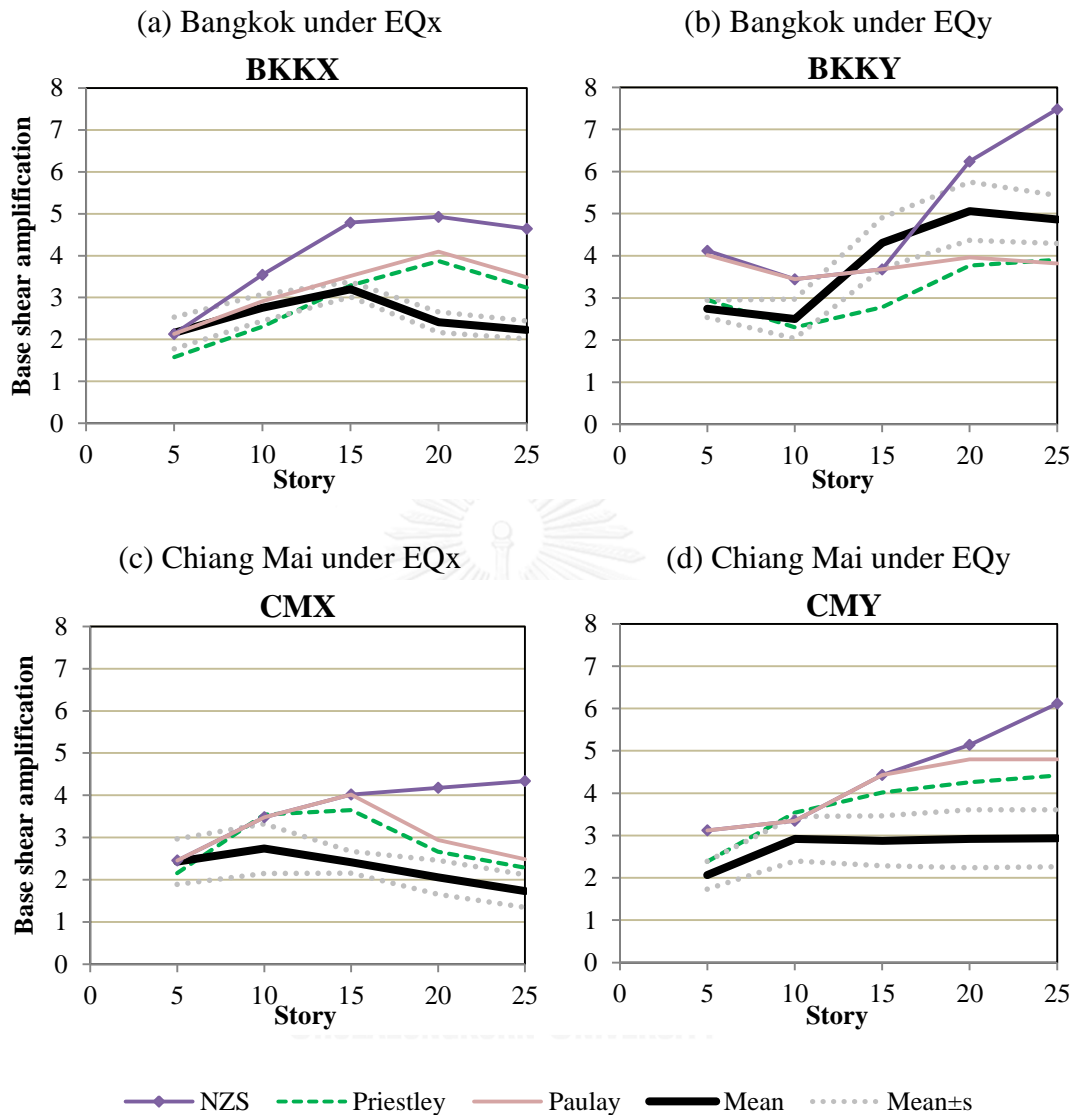 (a) Bangkok under EQx
(b) Bangkok under EQy
BKKX
BKKY
Base shear amplification
8
7
6
5
4
3
2
1
0
0 5 10 15 20 25
Story
8
7
6
5
4
3
2
1
0
0 5 10 15 20 25
Story
(c) Chiang Mai under EQx
(d) Chiang Mai under EQy
CMX
CMY
Base shear amplification
8
7
6
5
4
3
2
1
0
0 5 10 15 20 25
Story
8
7
6
5
4
3
2
1
0
0 5 10 15 20 25
Story
NZS Priestley Paulay Mean Mean±s